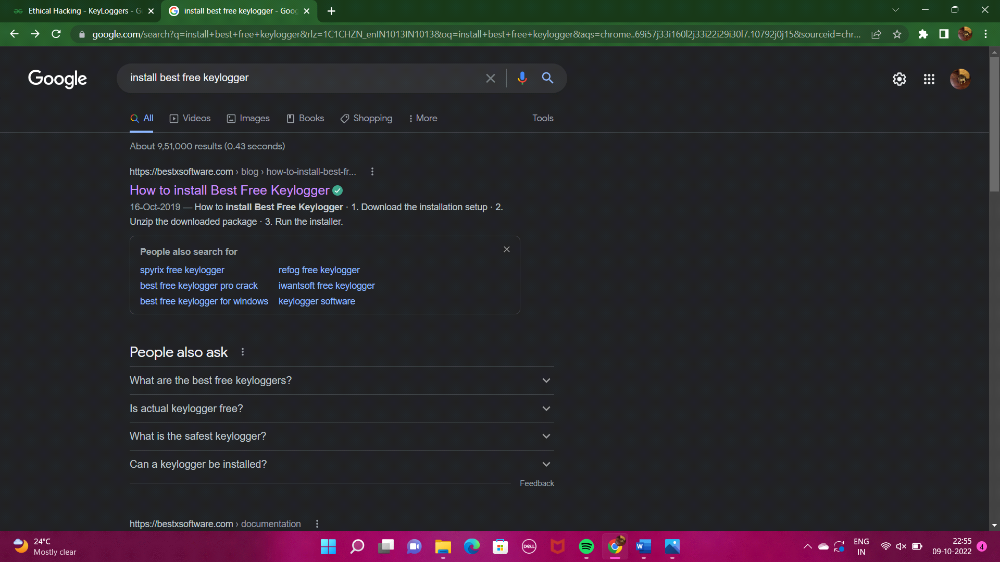 Ethical Hacking - KeyLoggers - G
install best free keylogger - Goog
google.com/search?q=install+best+free+keylogger&rlz=1C1CHZN_enIN1013IN1013&oq=install+best+free+keylogger&aqs=chrome..69i57j33i160l2j33i22i29i30l7.10792j0j15&sourceid=chr...
Google
install best free keylogger
All
Videos
Images
Books
Shopping
More
Tools
About 9,51,000 results (0.43 seconds)
https://bestxsoftware.com › blog › how-to-install-best-fr...
How to install Best Free Keylogger
16-Oct-2019 — How to install Best Free Keylogger · 1. Download the installation setup · 2.
Unzip the downloaded package · 3. Run the installer.
People also search for
spyrix free keylogger
refog free keylogger
best free keylogger pro crack
iwantsoft free keylogger
best free keylogger for windows
keylogger software
People also ask
What are the best free keyloggers?
Is actual keylogger free?
What is the safest keylogger?
Can a keylogger be installed?
Feedback
https://bestxsoftware.com › documentation
24°C
Mostly clear
DELL
W
ENG
IN
22:55
09-10-2022
4